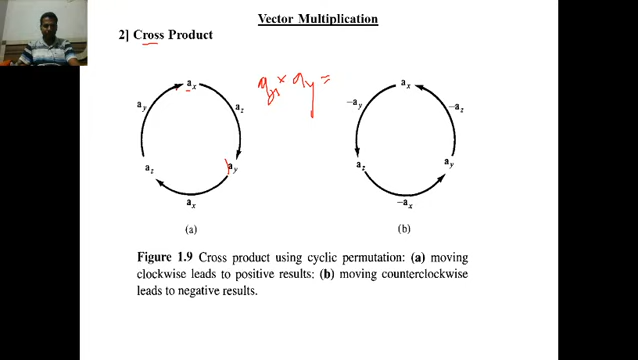 Vector Multiplication
2] Cross Product
a_x × a_y =
a_x
a_y
a_z
a_z
a_y
a_x
a_x
-a_y
-a_z
a_z
a_y
-a_x
(a)
(b)
Figure 1.9 Cross product using cyclic permutation: (a) moving
clockwise leads to positive results: (b) moving counterclockwise
leads to negative results.